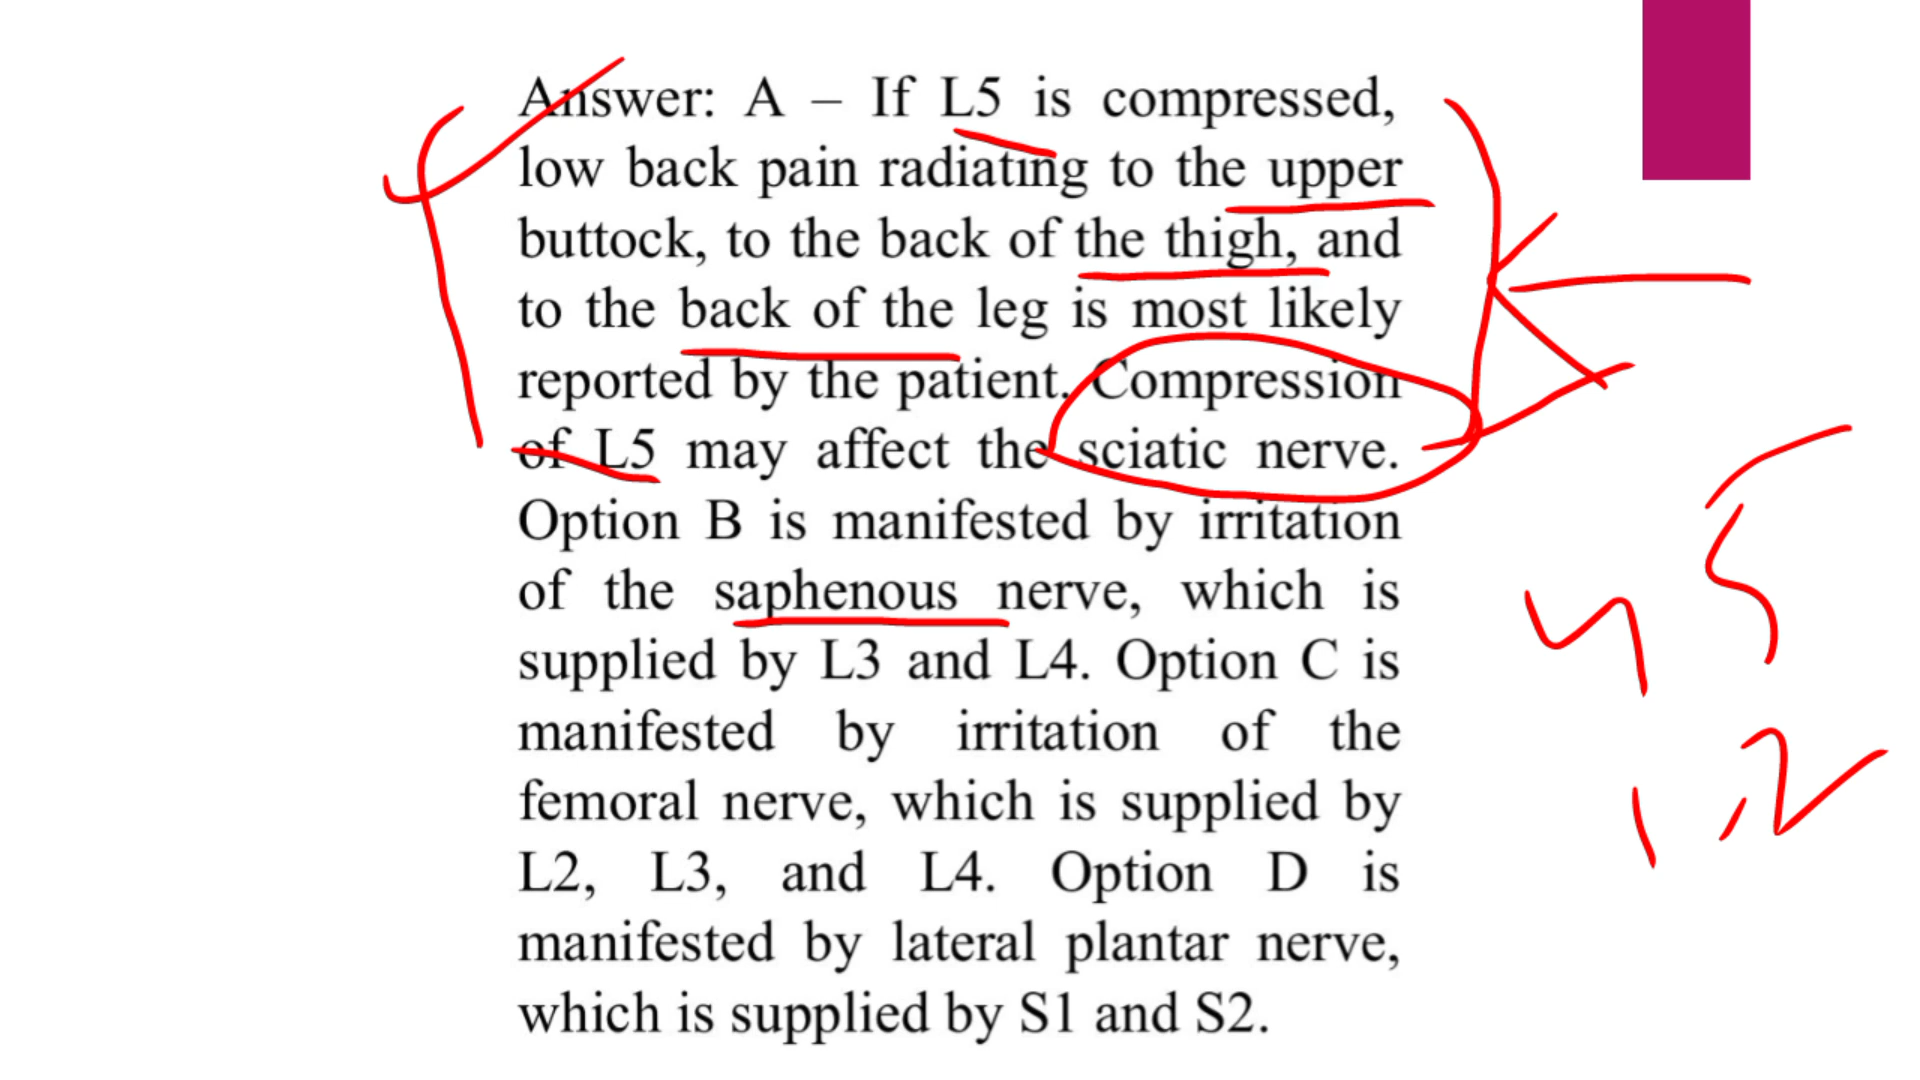 Answer: A – If L5 is compressed,
low back pain radiating to the upper
buttock, to the back of the thigh, and
to the back of the leg is most likely
reported by the patient. Compression
of L5 may affect the sciatic nerve.
Option B is manifested by irritation
of the saphenous nerve, which is
supplied by L3 and L4. Option C is
manifested by irritation of the
femoral nerve, which is supplied by
L2, L3, and L4. Option D is
manifested by lateral plantar nerve,
which is supplied by S1 and S2.
4 5
1, 2